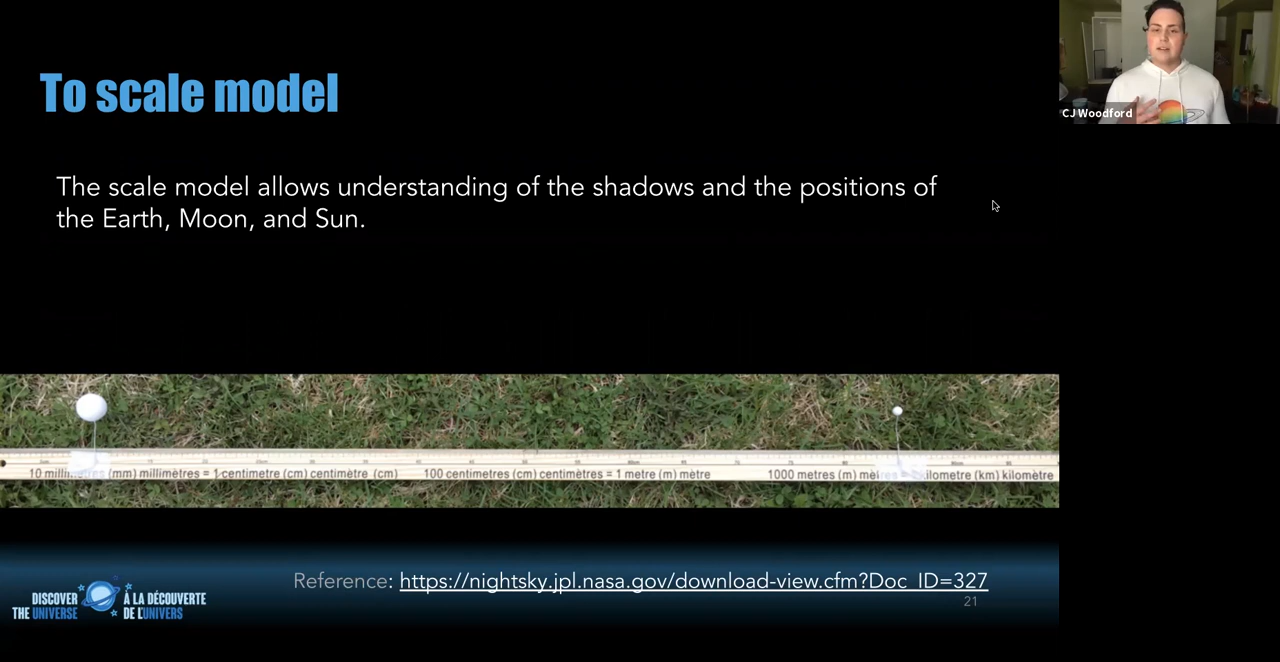 To scale model
CJ Woodford
The scale model allows understanding of the shadows and the positions of
the Earth, Moon, and Sun.
10 millimetres (mm) millimètres = 1 centimetre (cm) centimètre (cm)
100 centimetres (cm) centimètres = 1 metre (m) mètre
1000 metres (m) kilometre (km) kilomètre
Reference: https://nightsky.jpl.nasa.gov/download-view.cfm?Doc_ID=327
21
DISCOVER
THE UNIVERSE
À LA DÉCOUVERTE
DE L'UNIVERS